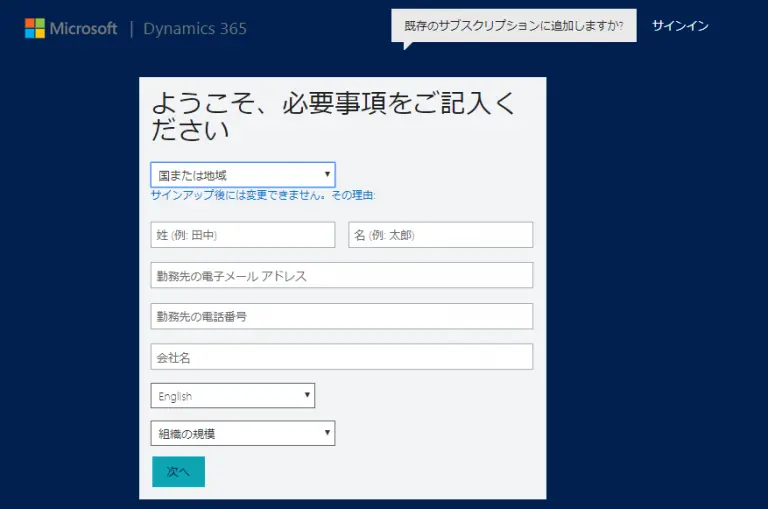 Microsoft | Dynamics 365
既存のサブスクリプションに追加しますか?
サインイン
ようこそ、必要事項をご記入く
ださい
国または地域
サインアップ後には変更できません。その理由:
姓 (例: 田中)
名 (例: 太郎)
勤務先の電子メール アドレス
勤務先の電話番号
会社名
English
組織の規模
次へ